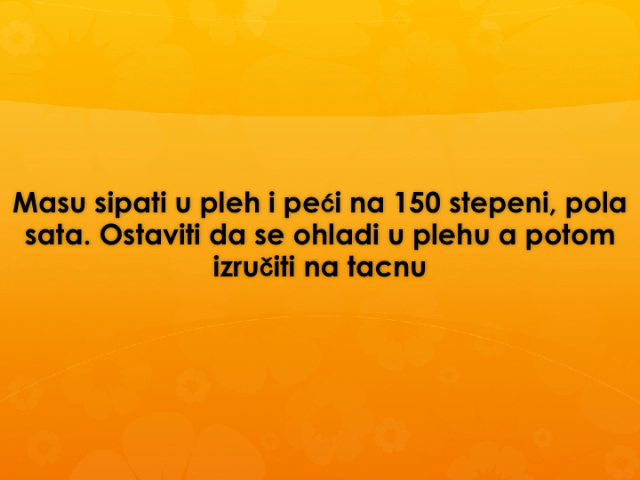 Masu sipati u pleh i peći na 150 stepeni, pola
sata. Ostaviti da se ohladi u plehu a potom
izručiti na tacnu